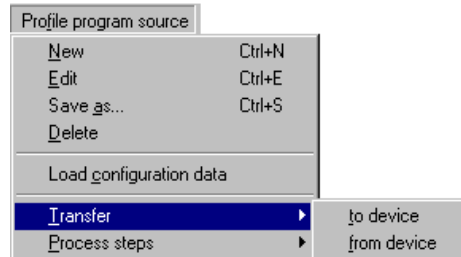 Profile program source
New Ctrl+N
Edit Ctrl+E
Save as... Ctrl+S
Delete
Load configuration data
Transfer to device
Process steps from device